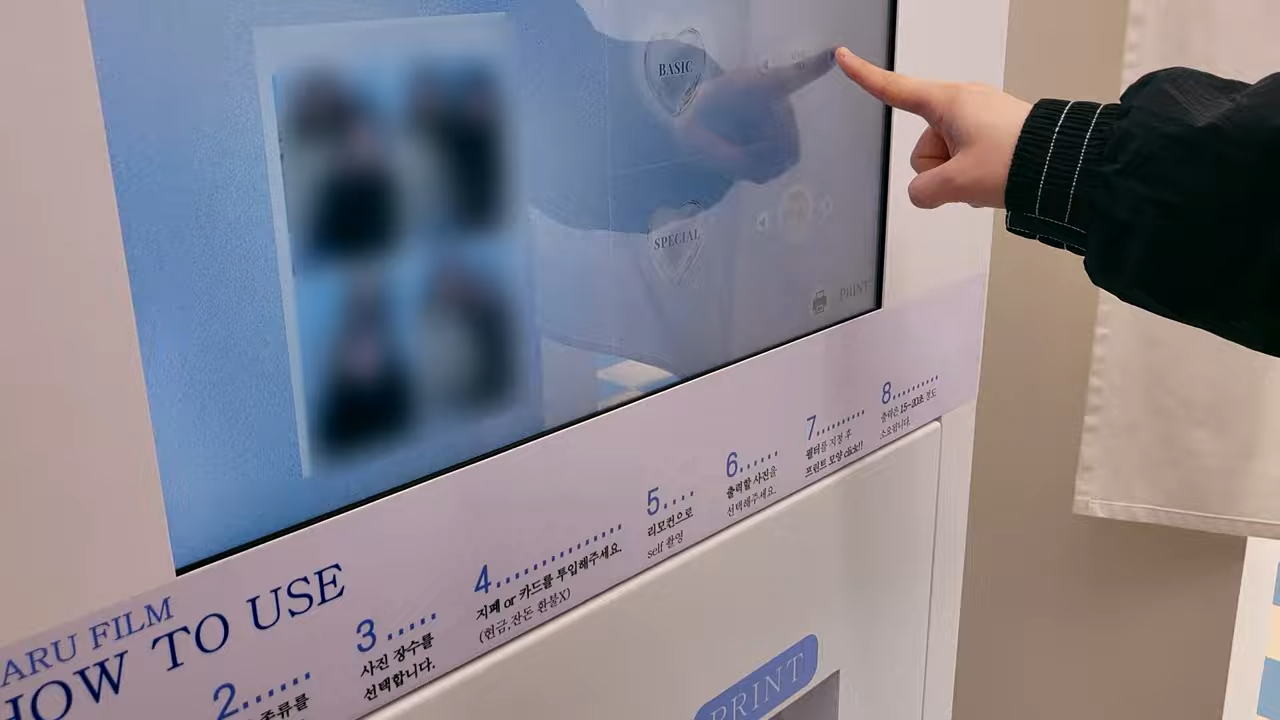 BASIC
SPECIAL
PRINT
ARU FILM
HOW TO USE
2......
종류를
3.....
사진 장수를
선택합니다.
4...............
지폐 or 카드를 투입해주세요.
(현금,잔돈 환불X)
5....
리모컨으로
self 촬영
6......
출력할 사진을
선택해주세요.
7........
필터를 지정 후
프린트 모양 click!!
8........
출력은 15~20초 정도
소요됩니다.
PRINT